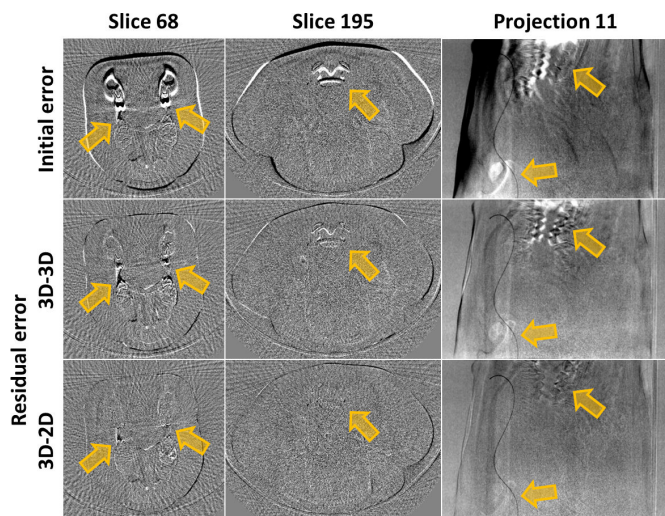 Slice 68 Slice 195 Projection 11
Initial error
Residual error
3D-3D
3D-2D